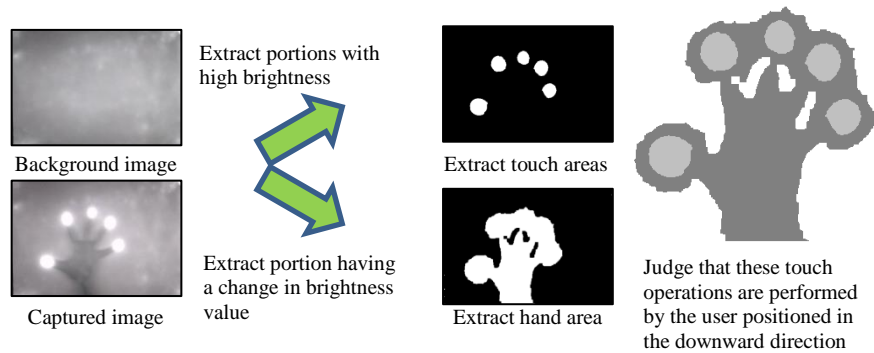 Extract portions with
high brightness
Background image
Extract touch areas
Extract portion having
a change in brightness
value
Captured image
Extract hand area
Judge that these touch
operations are performed
by the user positioned in
the downward direction